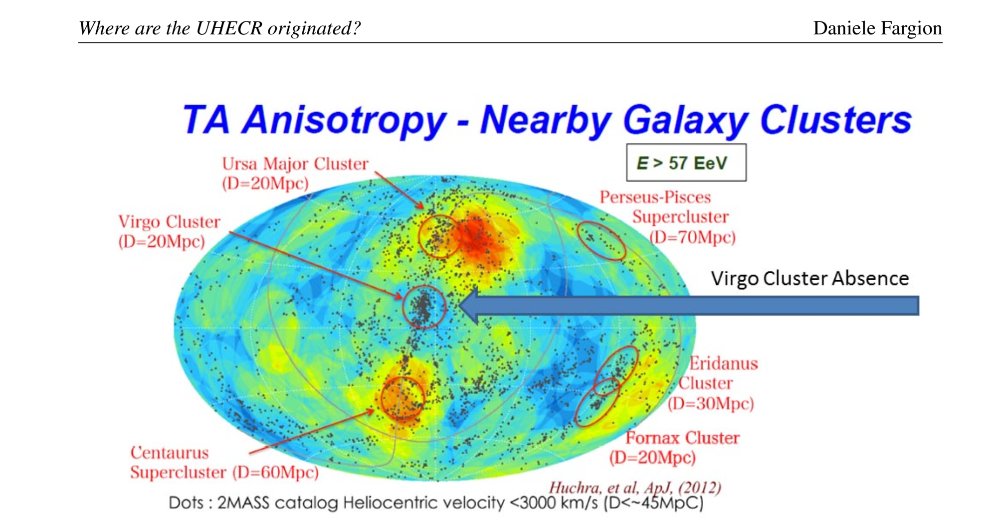 Where are the UHECR originated?
Daniele Fargion
TA Anisotropy - Nearby Galaxy Clusters
E > 57 EeV
Ursa Major Cluster
(D=20Mpc)
Perseus-Pisces
Supercluster
(D=70Mpc)
Virgo Cluster
(D=20Mpc)
Virgo Cluster Absence
Eridanus
Cluster
(D=30Mpc)
Fornax Cluster
(D=20Mpc)
Centaurus
Supercluster (D=60Mpc)
Huchra, et al, ApJ, (2012)
Dots : 2MASS catalog Heliocentric velocity <3000 km/s (D<~45MpC)